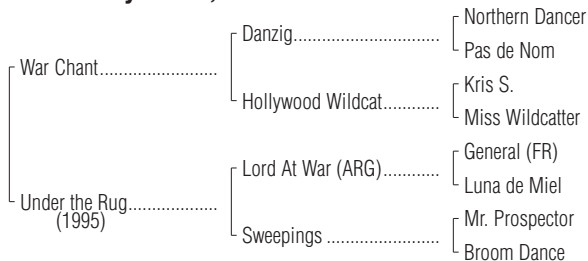 Northern Dancer
Danzig
Pas de Nom
War Chant
Kris S.
Hollywood Wildcat
Miss Wildcatter
General (FR)
Lord At War (ARG)
Luna de Miel
Under the Rug
(1995)
Mr. Prospector
Sweepings
Broom Dance